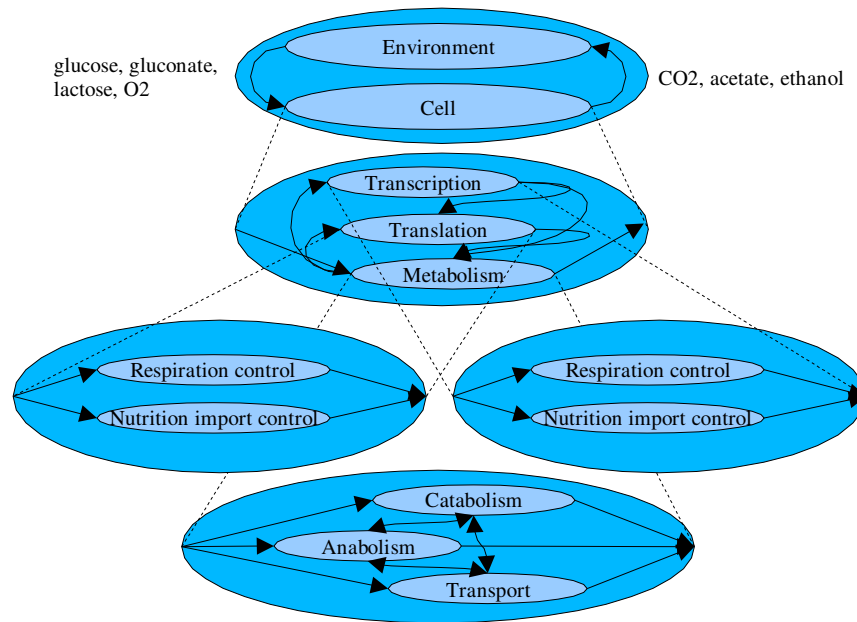 Environment
glucose, gluconate,
lactose, O2
CO2, acetate, ethanol
Cell
Transcription
Translation
Metabolism
Respiration control
Nutrition import control
Respiration control
Nutrition import control
Catabolism
Anabolism
Transport